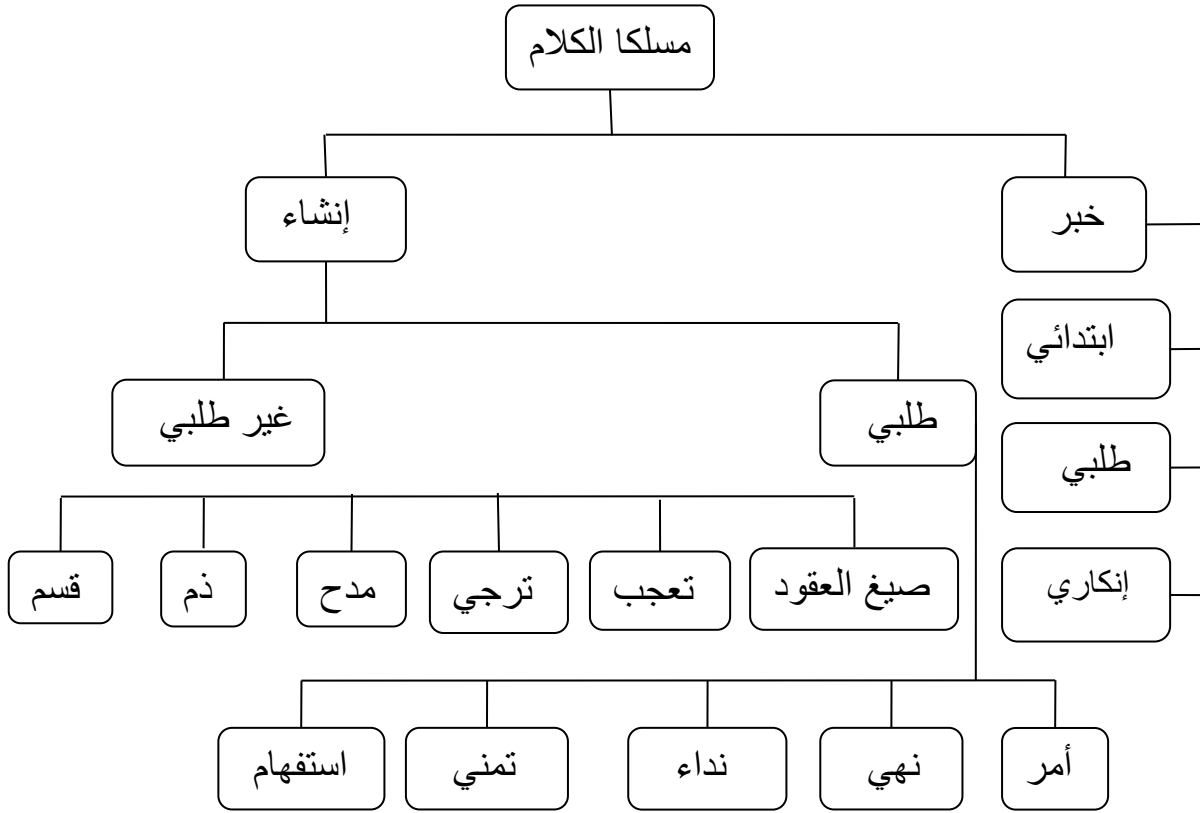 مسلكا الكلام
خبر
إنشاء
ابتدائي
طلبي
إنكاري
طلبي
غير طلبي
صيغ العقود
تعجب
ترجي
مدح
ذم
قسم
أمر
نهي
نداء
تمني
استفهام